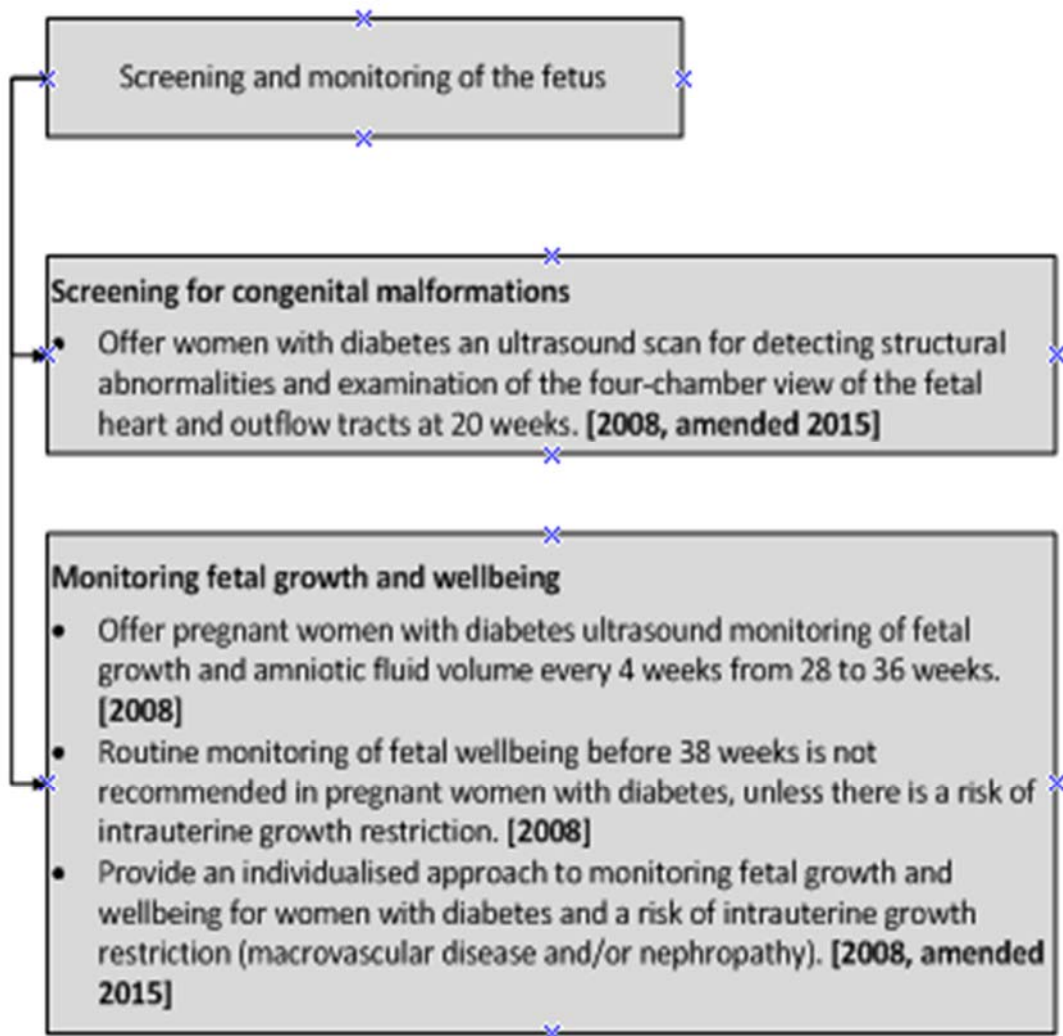 Screening and monitoring of the fetus
Screening for congenital malformations
• Offer women with diabetes an ultrasound scan for detecting structural
abnormalities and examination of the four-chamber view of the fetal
heart and outflow tracts at 20 weeks. [2008, amended 2015]
Monitoring fetal growth and wellbeing
• Offer pregnant women with diabetes ultrasound monitoring of fetal
growth and amniotic fluid volume every 4 weeks from 28 to 36 weeks.
[2008]
• Routine monitoring of fetal wellbeing before 38 weeks is not
recommended in pregnant women with diabetes, unless there is a risk of
intrauterine growth restriction. [2008]
• Provide an individualised approach to monitoring fetal growth and
wellbeing for women with diabetes and a risk of intrauterine growth
restriction (macrovascular disease and/or nephropathy). [2008, amended
2015]